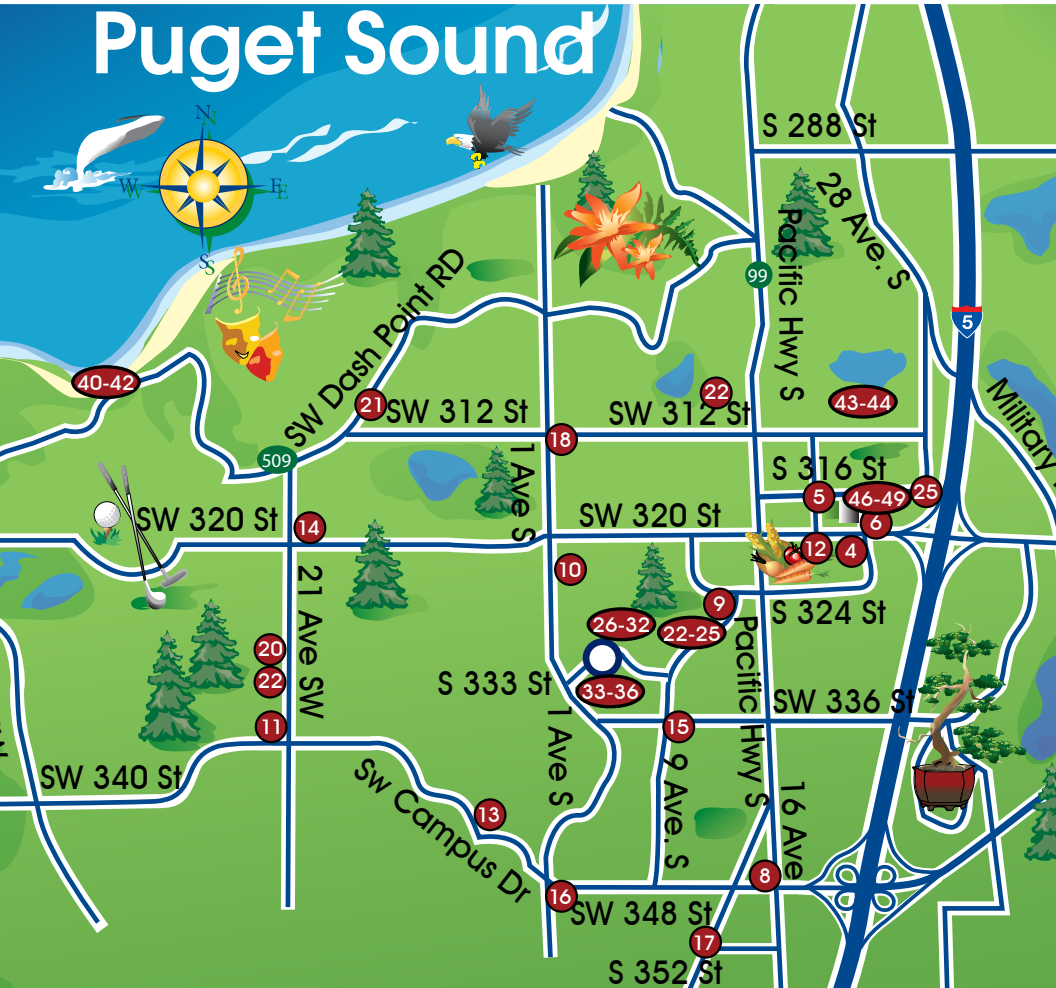 Puget Sound
N
N
W
W
E
E
S
S
S 288 St
28 Ave. S
Pacific Hwy S
99
5
SW Dash Point RD
40-42
21
SW 312 St
SW 312 St
22
43-44
Military
18
509
1 Ave S
S 316 St
5
46-49
25
6
SW 320 St
14
SW 320 St
12
4
10
21 Ave SW
9
S 324 St
26-32
22-25
Pacific Hwy S
20
22
S 333 St
33-36
11
1 Ave S
15
SW 336 St
SW 340 St
Sw Campus Dr
13
9 Ave. S
16 Ave
8
16
SW 348 St
17
S 352 St